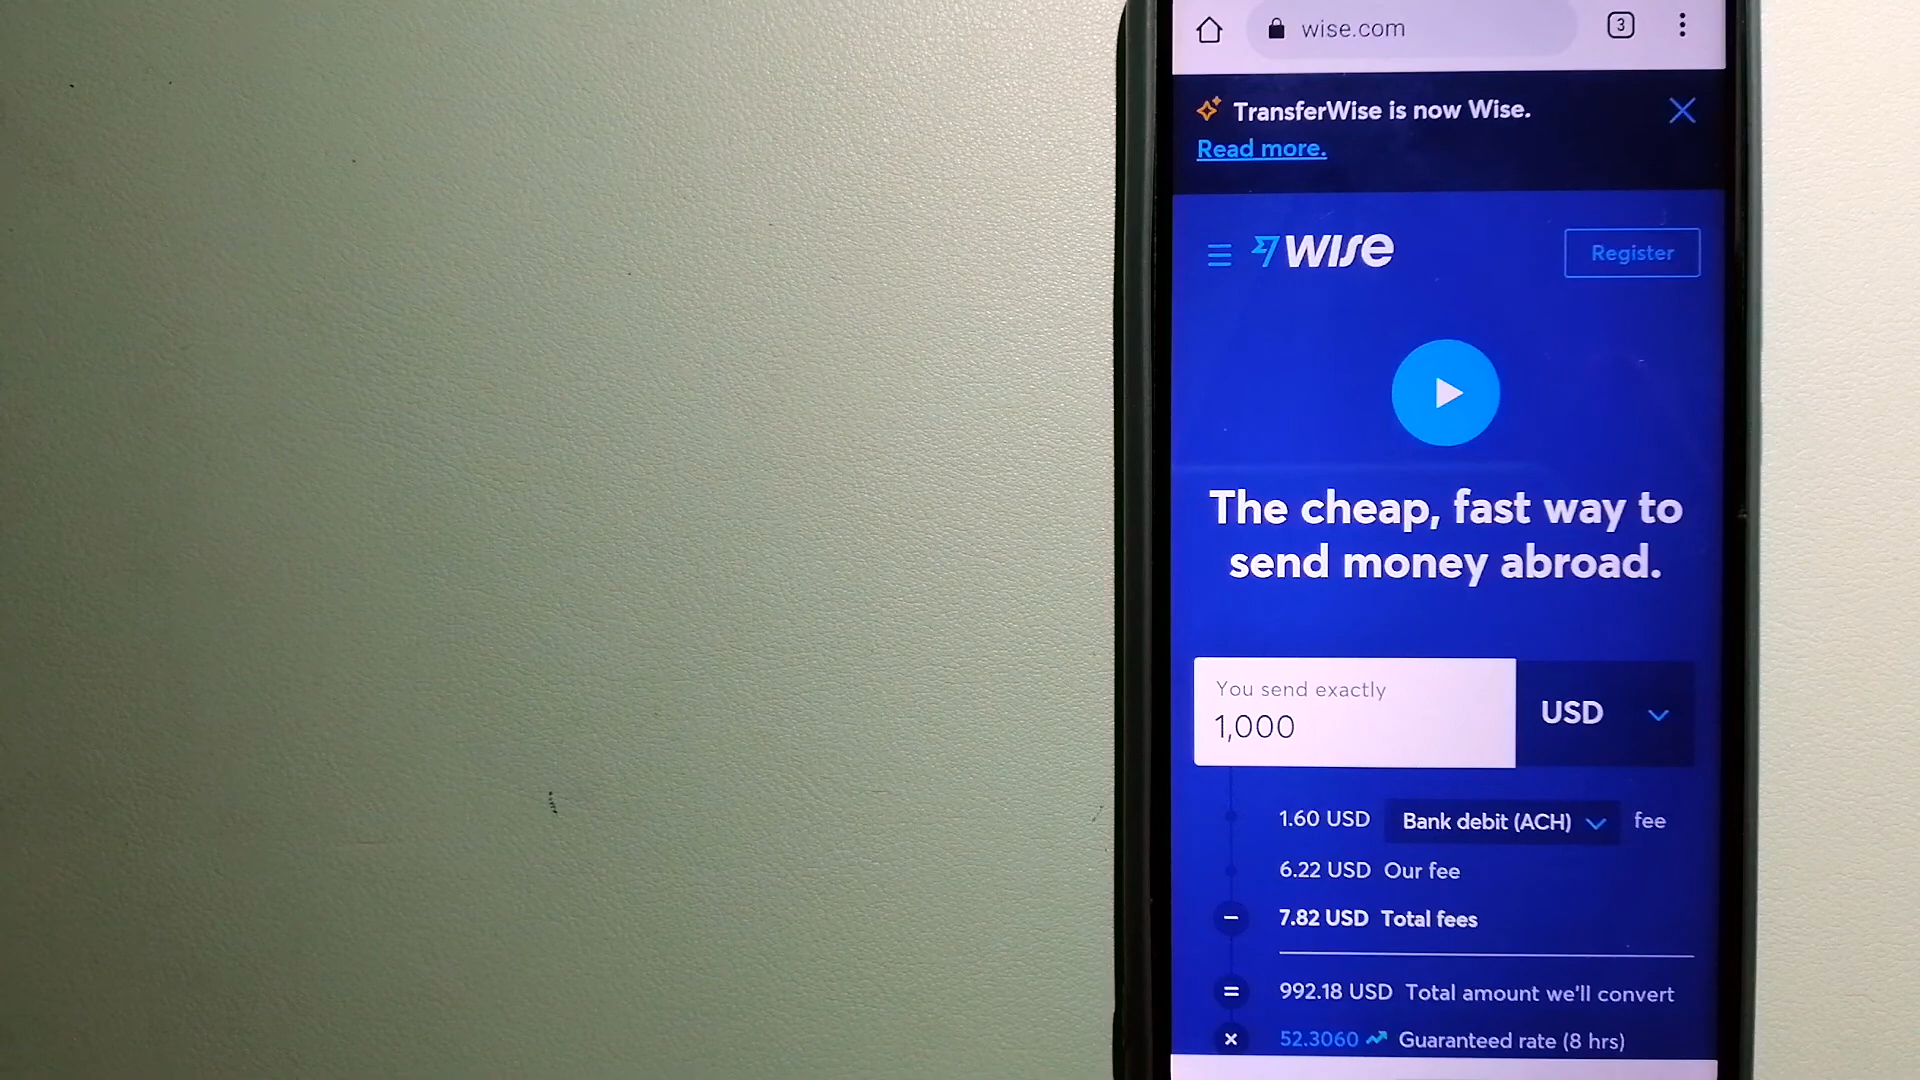 wise.com
3
TransferWise is now Wise.
Read more.
WISE
Register
The cheap, fast way to
send money abroad.
You send exactly
1,000
USD
1.60 USD Bank debit (ACH) fee
6.22 USD Our fee
7.82 USD Total fees
992.18 USD Total amount we'll convert
52.3060 Guaranteed rate (8 hrs)